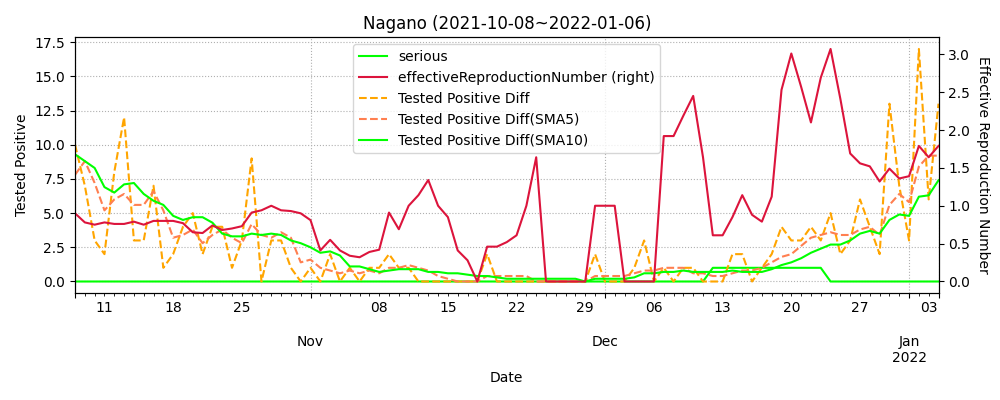 Nagano (2021-10-08~2022-01-06)
serious
effectiveReproductionNumber (right)
Tested Positive Diff
Tested Positive Diff(SMA5)
Tested Positive Diff(SMA10)
Tested Positive
17.5
15.0
12.5
10.0
7.5
5.0
2.5
0.0
Effective Reproduction Number
3.0
2.5
2.0
1.5
1.0
0.5
0.0
11 18 25 08 15 22 29 06 13 20 27 03
Nov Dec Jan
2022
Date